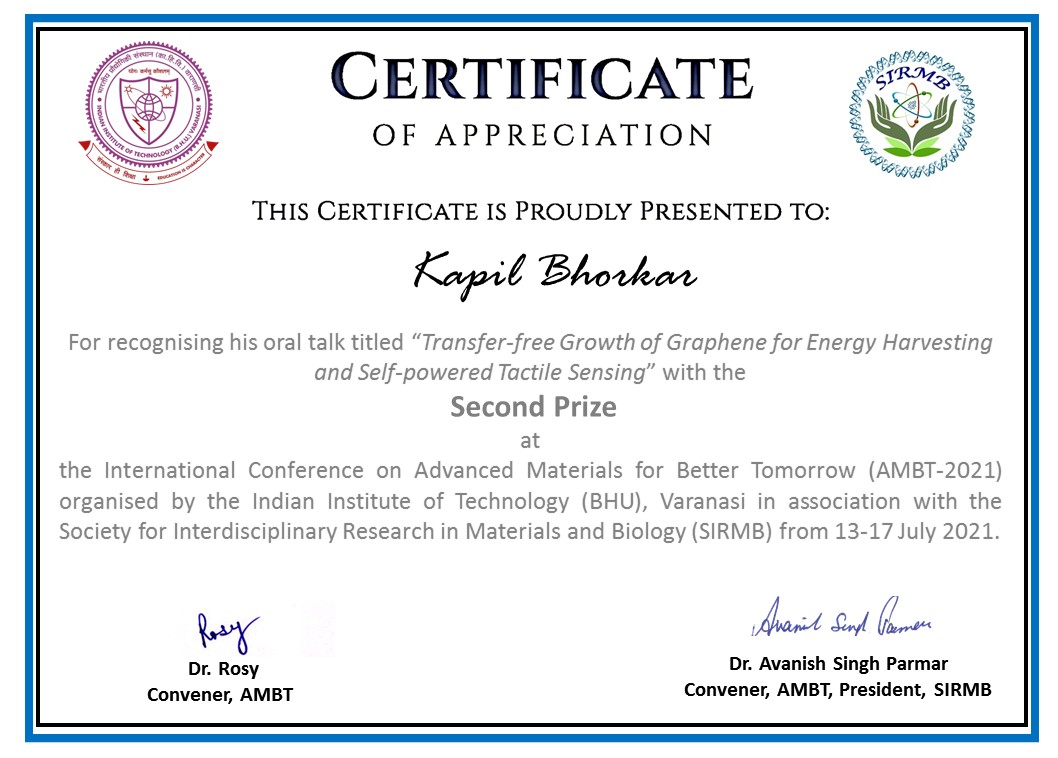 भारतीय प्रौद्योगिकी संस्थान (का.हि.वि.) वाराणसी
योगः कर्मसु कौशलम्
INDIAN INSTITUTE OF TECHNOLOGY (B.H.U.) VARANASI
संस्कार ही शिक्षा EDUCATION IS CHARACTER
CERTIFICATE
OF APPRECIATION
SIRMB
THIS CERTIFICATE IS PROUDLY PRESENTED TO:
Kapil Bhorkar
For recognising his oral talk titled “Transfer-free Growth of Graphene for Energy Harvesting
and Self-powered Tactile Sensing” with the
Second Prize
at
the International Conference on Advanced Materials for Better Tomorrow (AMBT-2021)
organised by the Indian Institute of Technology (BHU), Varanasi in association with the
Society for Interdisciplinary Research in Materials and Biology (SIRMB) from 13-17 July 2021.
Rosy
Dr. Rosy
Convener, AMBT
Avanish Singh Parmar
Dr. Avanish Singh Parmar
Convener, AMBT, President, SIRMB